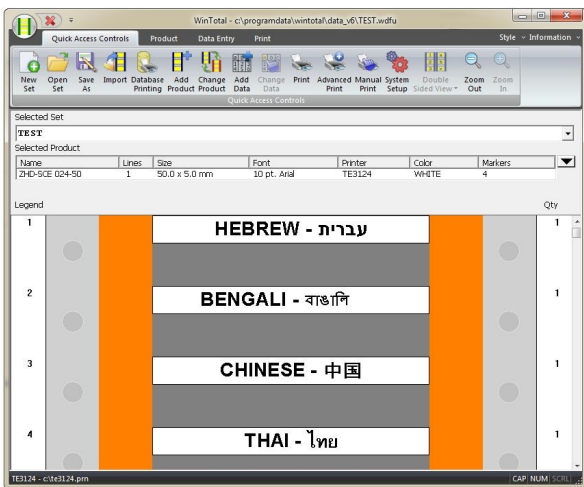 WinTotal - c:\programdata\wintotal\data_v6\TEST.wdfu
Quick Access Controls Product Data Entry Print Style Information
New Set Open Set Save As Import Database Printing Add Product Change Product Add Data Change Data Print Advanced Print Manual Print System Setup Double Sided View Zoom Out Zoom In
Quick Access Controls
Selected Set
TEST
Selected Product
Name Lines Size Font Printer Color Markers
ZHD-SCE 024-50 1 50.0 x 5.0 mm 10 pt. Arial TE3124 WHITE 4
Legend Qty
1 HEBREW - עברית 1
2 BENGALI - বাঙালি 1
3 CHINESE - 中国 1
4 THAI - ไทย 1
TE3124 - c:\te3124.prn CAP NUM SCRL